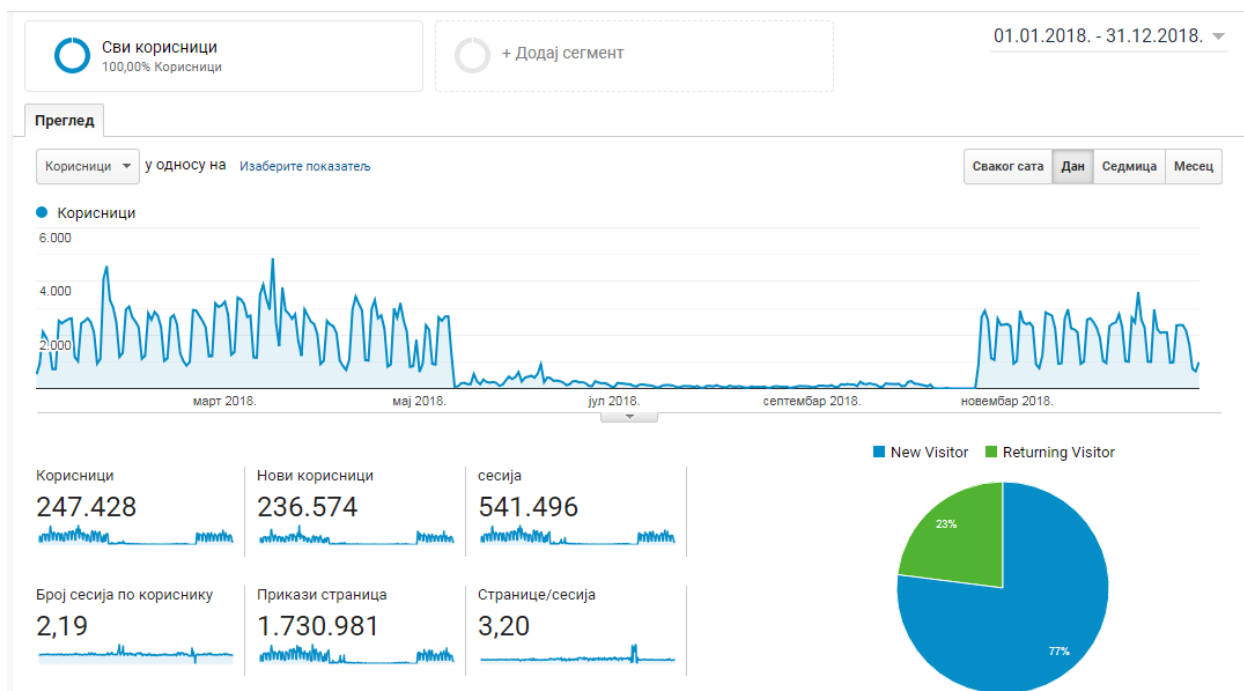 Сви корисници
100,00% Корисници
+ Додај сегмент
01.01.2018. - 31.12.2018.
Преглед
Корисници у односу на Изаберите показатељ
Сваког сата Дан Седмица Месец
Корисници
6.000
4.000
2.000
март 2018. мај 2018. јул 2018. септембар 2018. новембар 2018.
New Visitor Returning Visitor
Корисници
247.428
Нови корисници
236.574
сесија
541.496
Број сесија по кориснику
2,19
Прикази страница
1.730.981
Странице/сесија
3,20
23%
77%